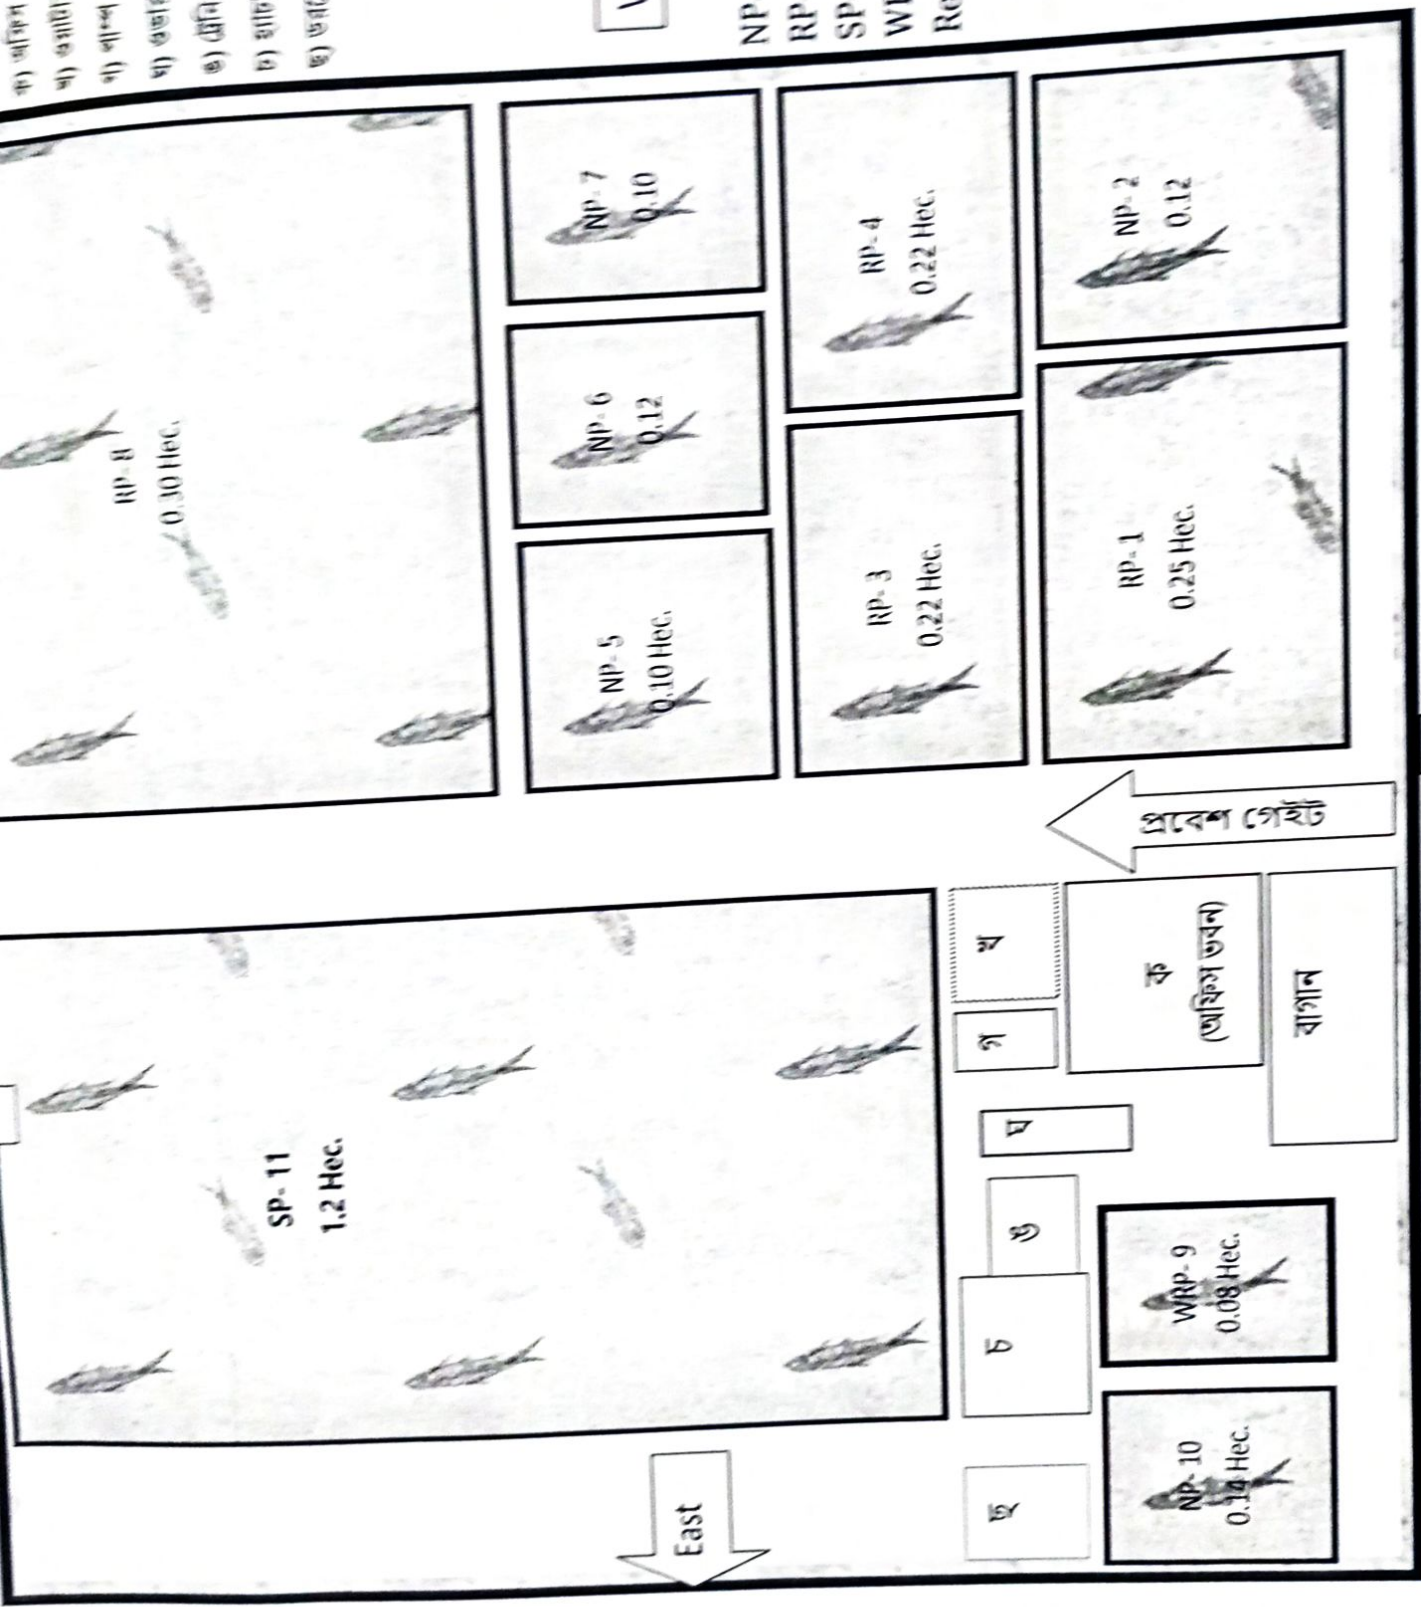 ক) অফিস
খ) ওয়াটা
গ) পাম্প
চ) হ্যাচ
NP
RP
SP
RP- 8
0.30 Hec.
NP- 7
0.10
NP- 6
0.12
NP- 5
0.10 Hec.
RP- 4
0.22 Hec.
RP- 3
0.22 Hec.
NP- 2
0.12
RP- 1
0.25 Hec.
প্রবেশ গেইট
SP- 11
1.2 Hec.
খ
গ
ঘ
ঙ
চ
ছ
ক
(অফিস ভবন)
বাগান
WRP- 9
0.08 Hec.
NP- 10
0.14 Hec.
East